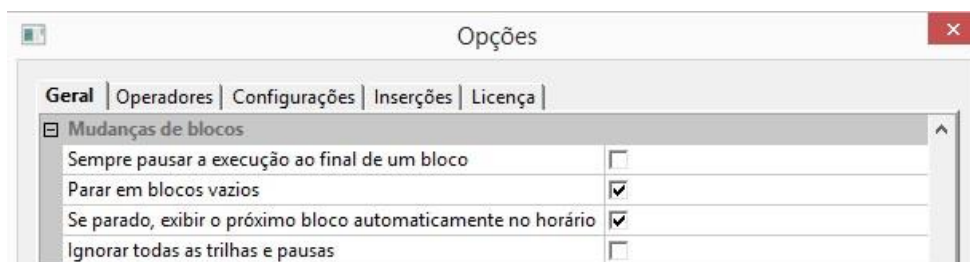 Opções
Geral Operadores Configurações Inserções Licença
Mudanças de blocos
Sempre pausar a execução ao final de um bloco
Parar em blocos vazios
Se parado, exibir o próximo bloco automaticamente no horário
Ignorar todas as trilhas e pausas